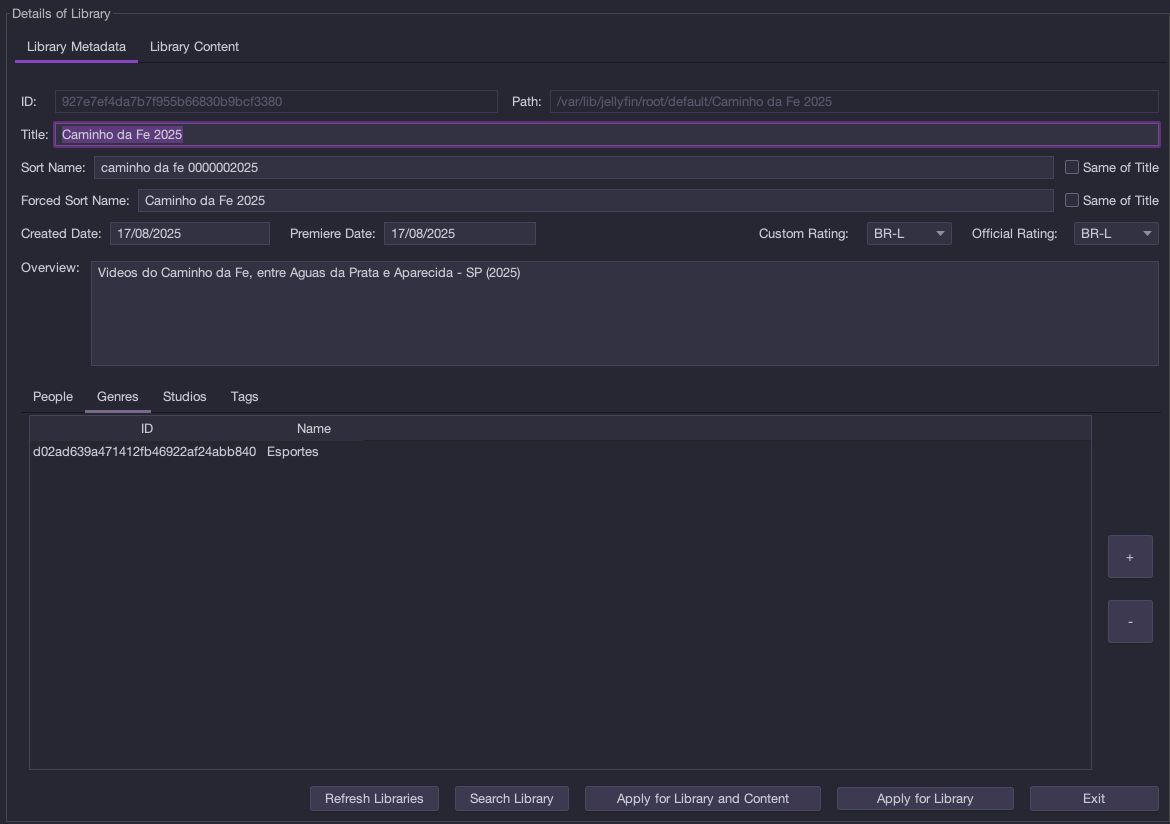 Details of Library
Library Metadata Library Content
ID: 927e7ef4da7b7f955b66830b9bcf3380 Path: /var/lib/jellyfin/root/default/Caminho da Fe 2025
Title: Caminho da Fe 2025
Sort Name: caminho da fe 0000002025 Same of Title
Forced Sort Name: Caminho da Fe 2025 Same of Title
Created Date: 17/08/2025 Premiere Date: 17/08/2025 Custom Rating: BR-L Official Rating: BR-L
Overview: Videos do Caminho da Fe, entre Aguas da Prata e Aparecida - SP (2025)
People Genres Studios Tags
ID Name
d02ad639a471412fb46922af24abb840 Esportes
+
-
Refresh Libraries Search Library Apply for Library and Content Apply for Library Exit